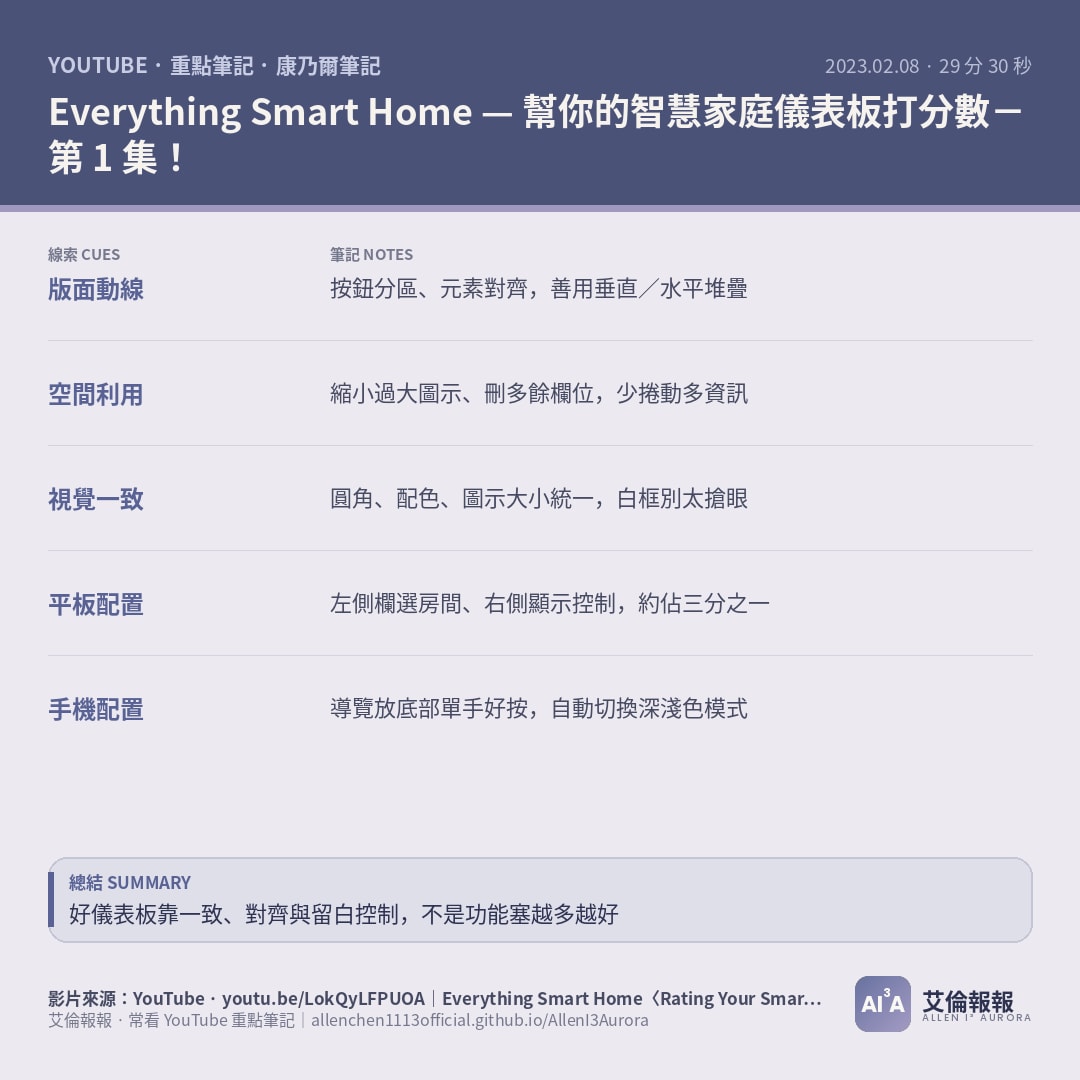 YOUTUBE · 重點筆記 · 康乃爾筆記
2023.02.08 · 29 分 30 秒
Everything Smart Home — 幫你的智慧家庭儀表板打分數－
第 1 集！
線索 CUES
筆記 NOTES
版面動線
按鈕分區、元素對齊，善用垂直／水平堆疊
空間利用
縮小過大圖示、刪多餘欄位，少捲動多資訊
視覺一致
圓角、配色、圖示大小統一，白框別太搶眼
平板配置
左側欄選房間、右側顯示控制，約佔三分之一
手機配置
導覽放底部單手好按，自動切換深淺色模式
總結 SUMMARY
好儀表板靠一致、對齊與留白控制，不是功能塞越多越好
影片來源：YouTube · youtu.be/LokQyLFPUOA｜Everything Smart Home〈Rating Your Smar…
艾倫報報 · 常看 YouTube 重點筆記｜allenchen1113official.github.io/AllenI3Aurora
AI³A
艾倫報報
ALLEN I³ AURORA